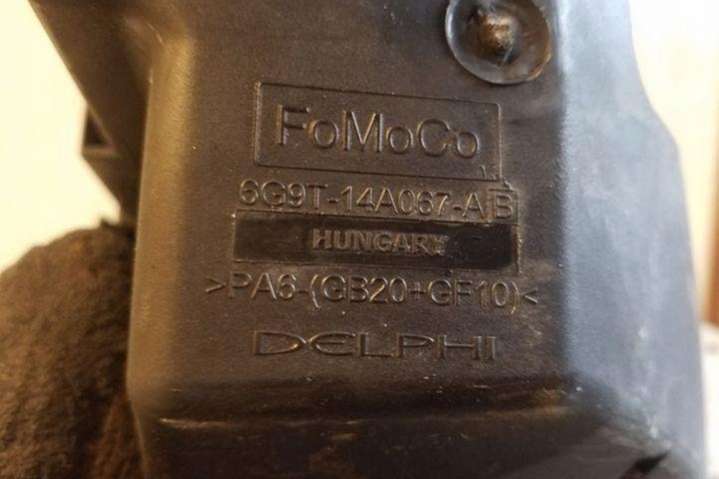 FoMoCo
6G9T-14A067-AB
HUNGARY
>PA6-(GB20+GF10)<
DELPHI